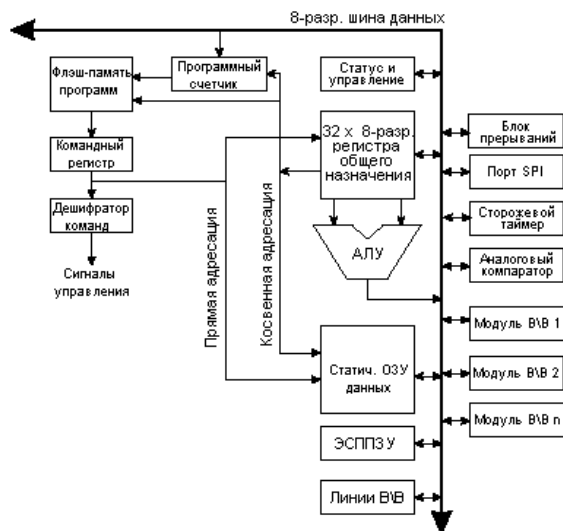 8-разр. шина данных
Флэш-память
программ
Программный
счетчик
Статус и
управление
Командный
регистр
32 x 8-разр.
регистра
общего
назначения
Блок
прерываний
Порт SPI
Дешифратор
команд
Сторожевой
таймер
АЛУ
Аналоговый
компаратор
Сигналы
управления
Прямая адресация
Косвенная адресация
Модуль В\В 1
Статич. ОЗУ
данных
Модуль В\В 2
Модуль В\В n
ЭСППЗУ
Линии В\В